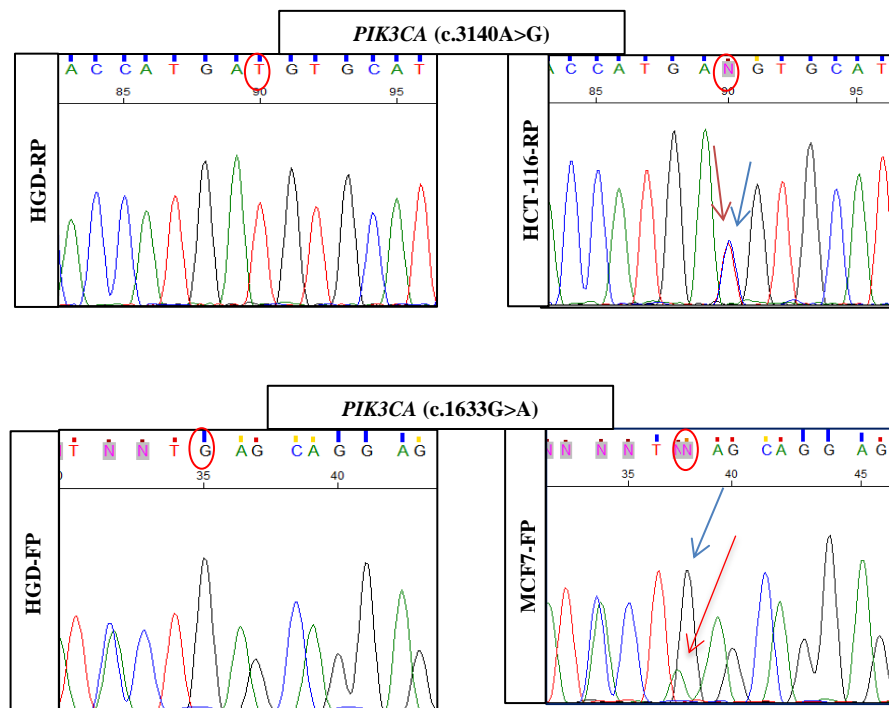 PIK3CA (c.3140A>G)
HGD-RP
A C C A T G A T G T G C A T
85 90 95
HCT-116-RP
A C C A T G A N G T G C A T
85 90 95
PIK3CA (c.1633G>A)
HGD-FP
N T N N T G A G C A G G A G
0 35 40
MCF7-FP
N N N N T N N A G C A G G A G
35 40 45